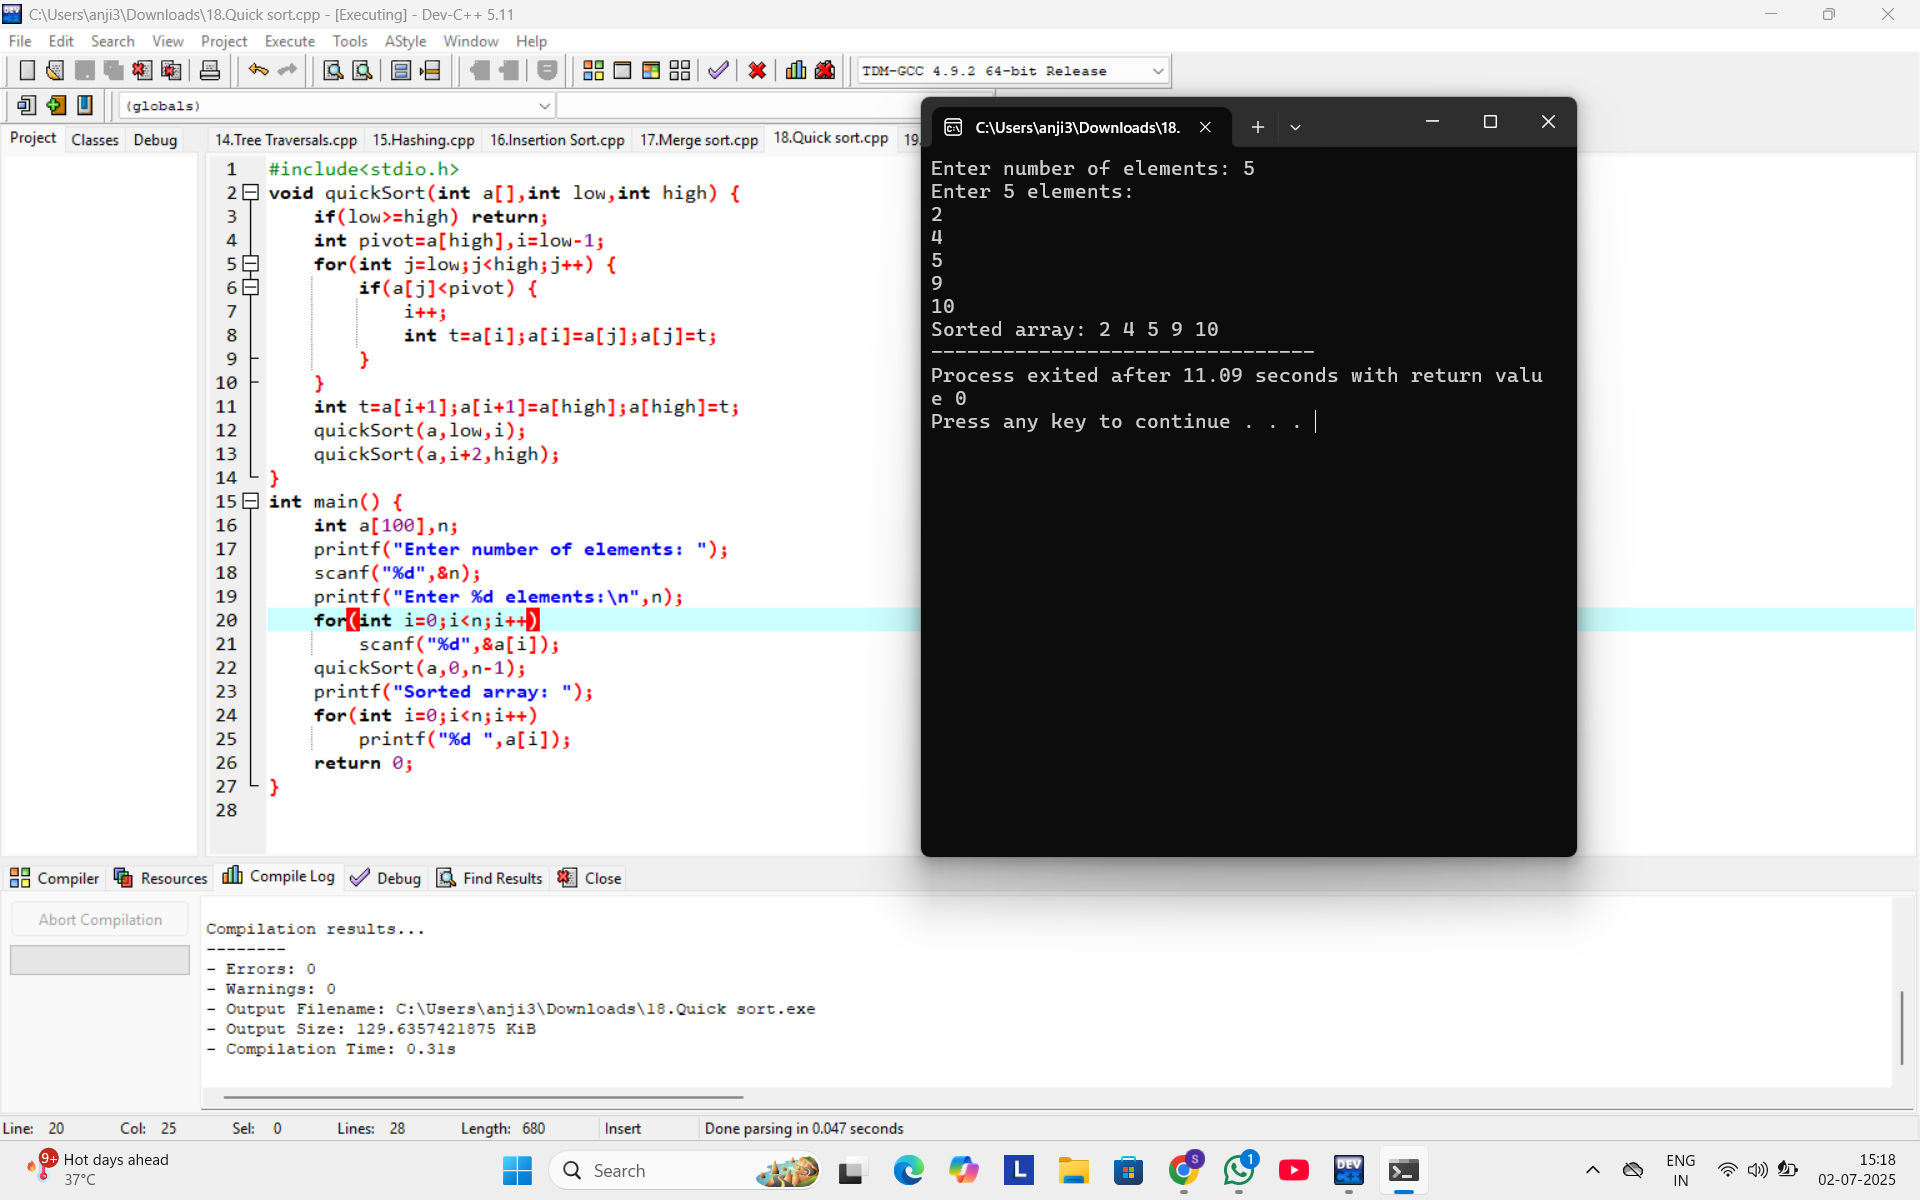 C:\Users\anji3\Downloads\18.Quick sort.cpp - [Executing] - Dev-C++ 5.11
File Edit Search View Project Execute Tools AStyle Window Help
TDM-GCC 4.9.2 64-bit Release
(globals)
Project Classes Debug
14.Tree Traversals.cpp 15.Hashing.cpp 16.Insertion Sort.cpp 17.Merge sort.cpp 18.Quick sort.cpp 19.
1 #include<stdio.h>
2 void quickSort(int a[],int low,int high) {
3 if(low>=high) return;
4 int pivot=a[high],i=low-1;
5 for(int j=low;j<high;j++) {
6 if(a[j]<pivot) {
7 i++;
8 int t=a[i];a[i]=a[j];a[j]=t;
9 }
10 }
11 int t=a[i+1];a[i+1]=a[high];a[high]=t;
12 quickSort(a,low,i);
13 quickSort(a,i+2,high);
14 }
15 int main() {
16 int a[100],n;
17 printf("Enter number of elements: ");
18 scanf("%d",&n);
19 printf("Enter %d elements:\n",n);
20 for(int i=0;i<n;i++)
21 scanf("%d",&a[i]);
22 quickSort(a,0,n-1);
23 printf("Sorted array: ");
24 for(int i=0;i<n;i++)
25 printf("%d ",a[i]);
26 return 0;
27 }
28
C:\Users\anji3\Downloads\18.
Enter number of elements: 5
Enter 5 elements:
2
4
5
9
10
Sorted array: 2 4 5 9 10
--------------------------------
Process exited after 11.09 seconds with return valu
e 0
Press any key to continue . . .
Compiler Resources Compile Log Debug Find Results Close
Abort Compilation
Compilation results...
--------
- Errors: 0
- Warnings: 0
- Output Filename: C:\Users\anji3\Downloads\18.Quick sort.exe
- Output Size: 129.6357421875 KiB
- Compilation Time: 0.31s
Line: 20 Col: 25 Sel: 0 Lines: 28 Length: 680 Insert Done parsing in 0.047 seconds
9+ Hot days ahead
37°C
Search
L
S
1
DEV
ENG
IN
15:18
02-07-2025